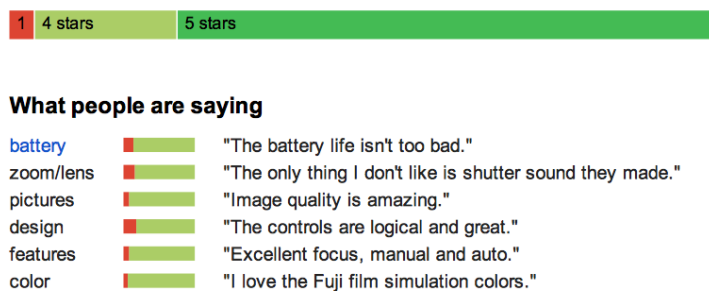 1 4 stars 5 stars
What people are saying
battery "The battery life isn't too bad."
zoom/lens "The only thing I don't like is shutter sound they made."
pictures "Image quality is amazing."
design "The controls are logical and great."
features "Excellent focus, manual and auto."
color "I love the Fuji film simulation colors."